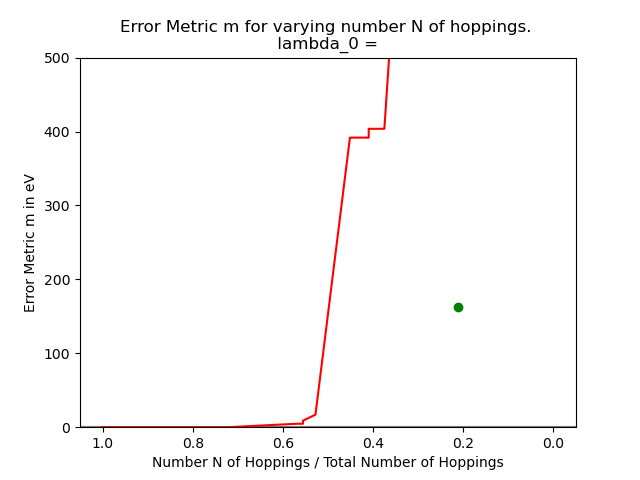 Error Metric m for varying number N of hoppings.
lambda_0 =
500
400
300
200
100
0
Error Metric m in eV
1.0 0.8 0.6 0.4 0.2 0.0
Number N of Hoppings / Total Number of Hoppings